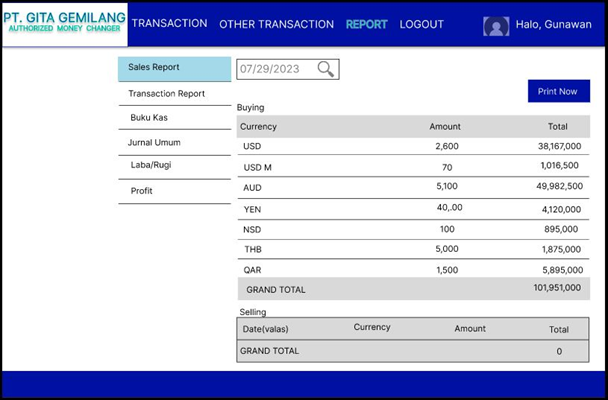 PT. GITA GEMILANG
AUTHORIZED MONEY CHANGER
TRANSACTION OTHER TRANSACTION REPORT LOGOUT Halo, Gunawan
Sales Report
Transaction Report
Buku Kas
Jurnal Umum
Laba/Rugi
Profit
07/29/2023
Print Now
Buying
Currency Amount Total
USD 2,600 38,167,000
USD M 70 1,016,500
AUD 5,100 49,982,500
YEN 40,.00 4,120,000
NSD 100 895,000
THB 5,000 1,875,000
QAR 1,500 5,895,000
GRAND TOTAL 101,951,000
Selling
Date(valas) Currency Amount Total
GRAND TOTAL 0